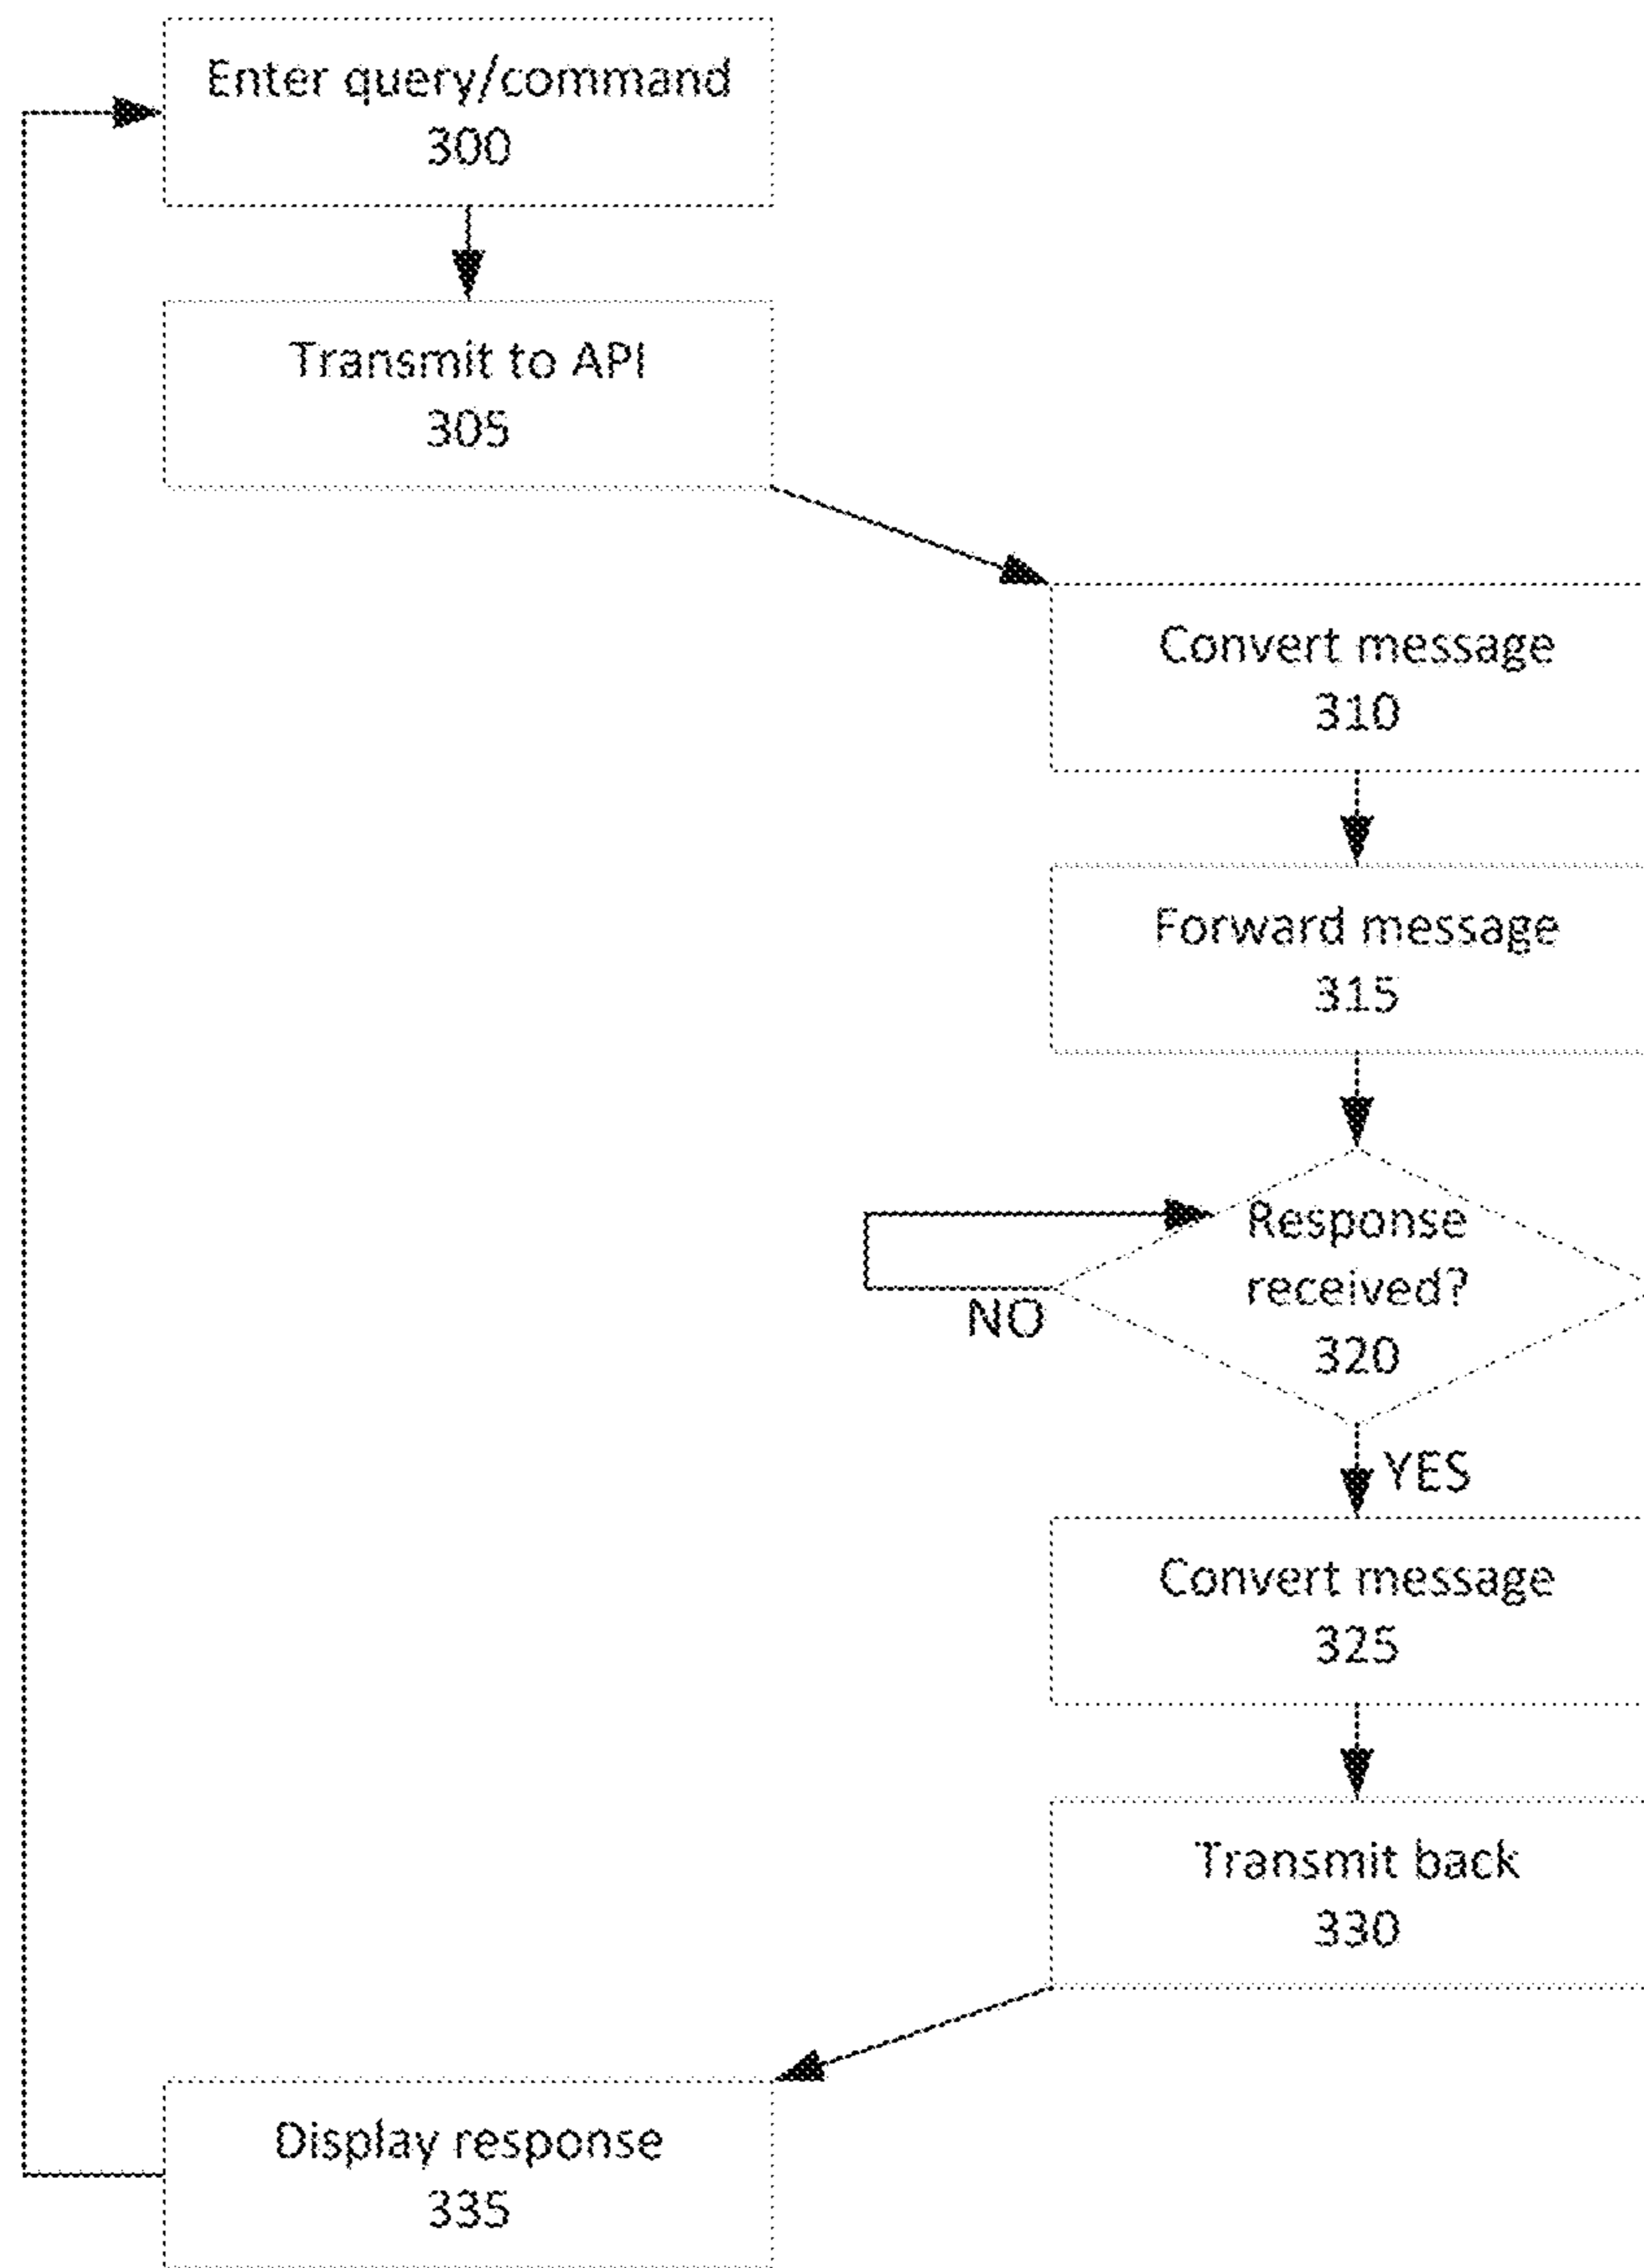 Enter query/command
300
Transmit to API
305
Convert message
310
Forward message
315
Response
received?
320
NO
YES
Convert message
325
Transmit back
330
Display response
335